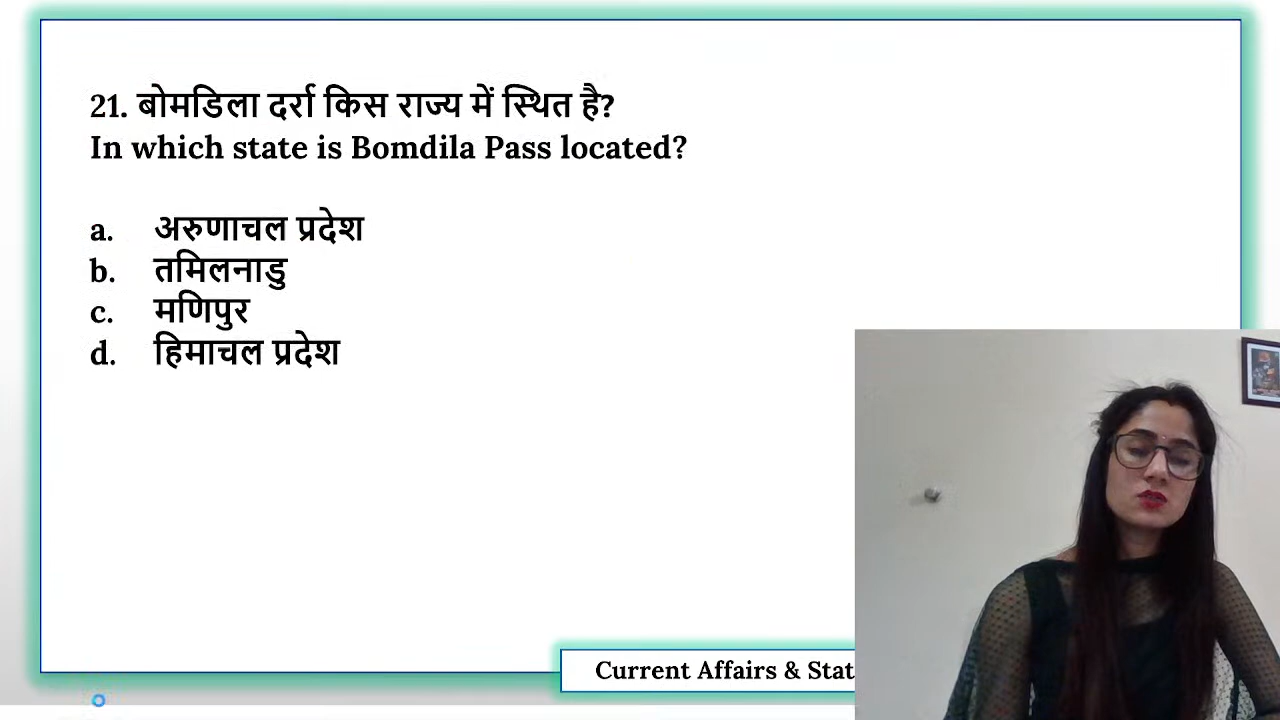 21. बोमडिला दर्रा किस राज्य में स्थित है?
In which state is Bomdila Pass located?
a. अरुणाचल प्रदेश
b. तमिलनाडु
c. मणिपुर
d. हिमाचल प्रदेश
Current Affairs & Stat